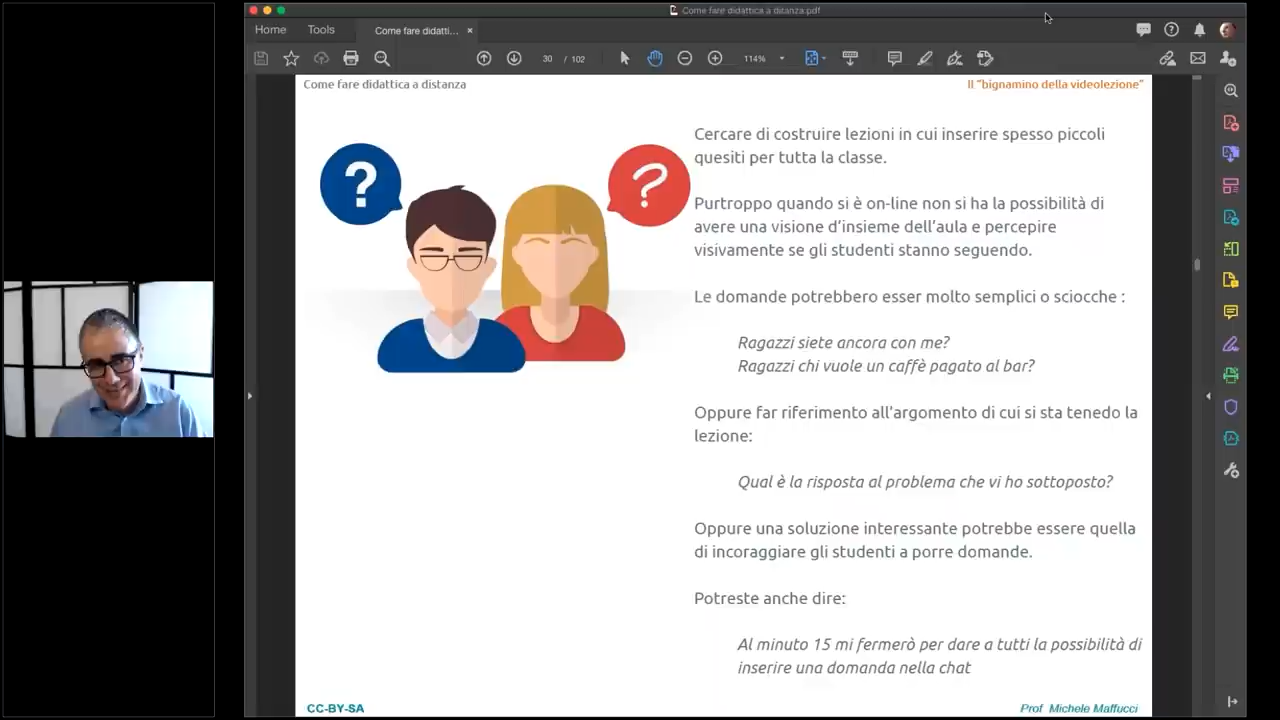 Come fare didattica a ditanza.pdf
Home
Tools
Come fare didatti...
30 / 102
114%
Come fare didattica a distanza
Il "bignamino della videolezione"
?
?
Cercare di costruire lezioni in cui inserire spesso piccoli
quesiti per tutta la classe.
Purtroppo quando si è on-line non si ha la possibilità di
avere una visione d'insieme dell'aula e percepire
visivamente se gli studenti stanno seguendo.
Le domande potrebbero esser molto semplici o sciocche :
Ragazzi siete ancora con me?
Ragazzi chi vuole un caffè pagato al bar?
Oppure far riferimento all'argomento di cui si sta tenedo la
lezione:
Qual è la risposta al problema che vi ho sottoposto?
Oppure una soluzione interessante potrebbe essere quella
di incoraggiare gli studenti a porre domande.
Potreste anche dire:
Al minuto 15 mi fermerò per dare a tutti la possibilità di
inserire una domanda nella chat
CC-BY-SA
Prof Michele Maffucci